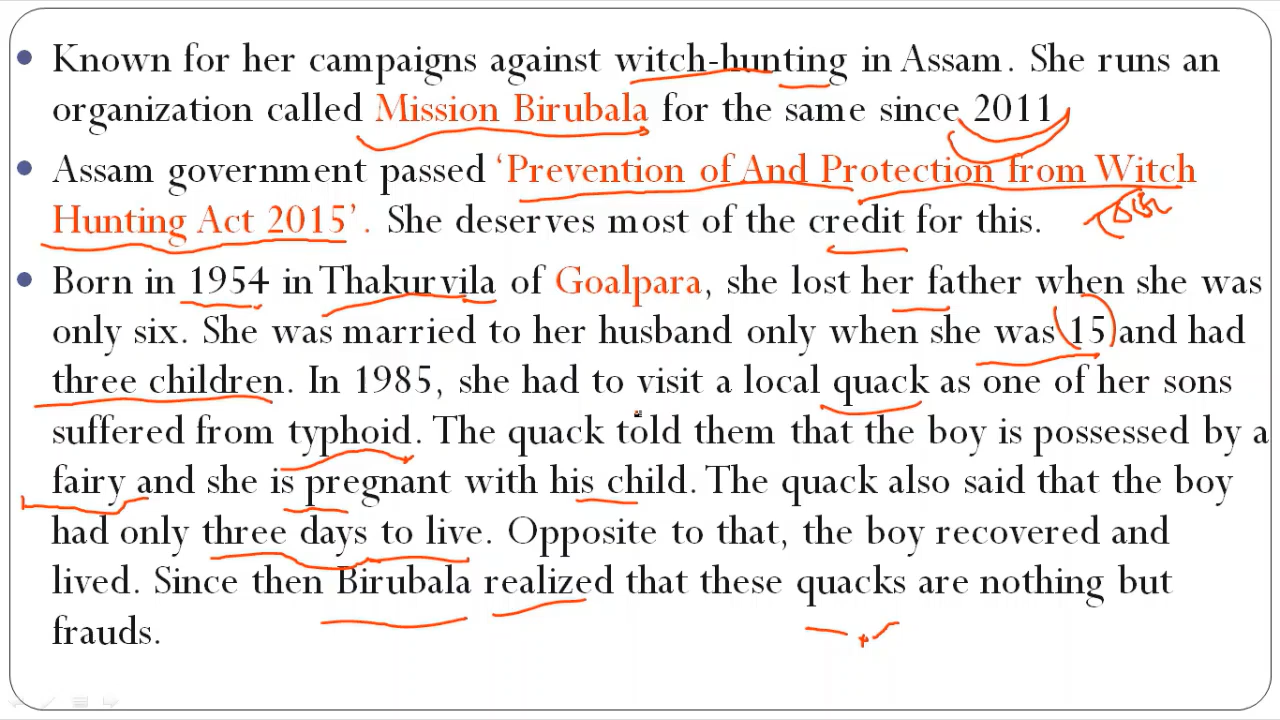 Known for her campaigns against witch-hunting in Assam. She runs an
organization called Mission Birubala for the same since 2011
Assam government passed ‘Prevention of And Protection from Witch
Hunting Act 2015’. She deserves most of the credit for this.
Born in 1954 in Thakurvila of Goalpara, she lost her father when she was
only six. She was married to her husband only when she was 15 and had
three children. In 1985, she had to visit a local quack as one of her sons
suffered from typhoid. The quack told them that the boy is possessed by a
fairy and she is pregnant with his child. The quack also said that the boy
had only three days to live. Opposite to that, the boy recovered and
lived. Since then Birubala realized that these quacks are nothing but
frauds.